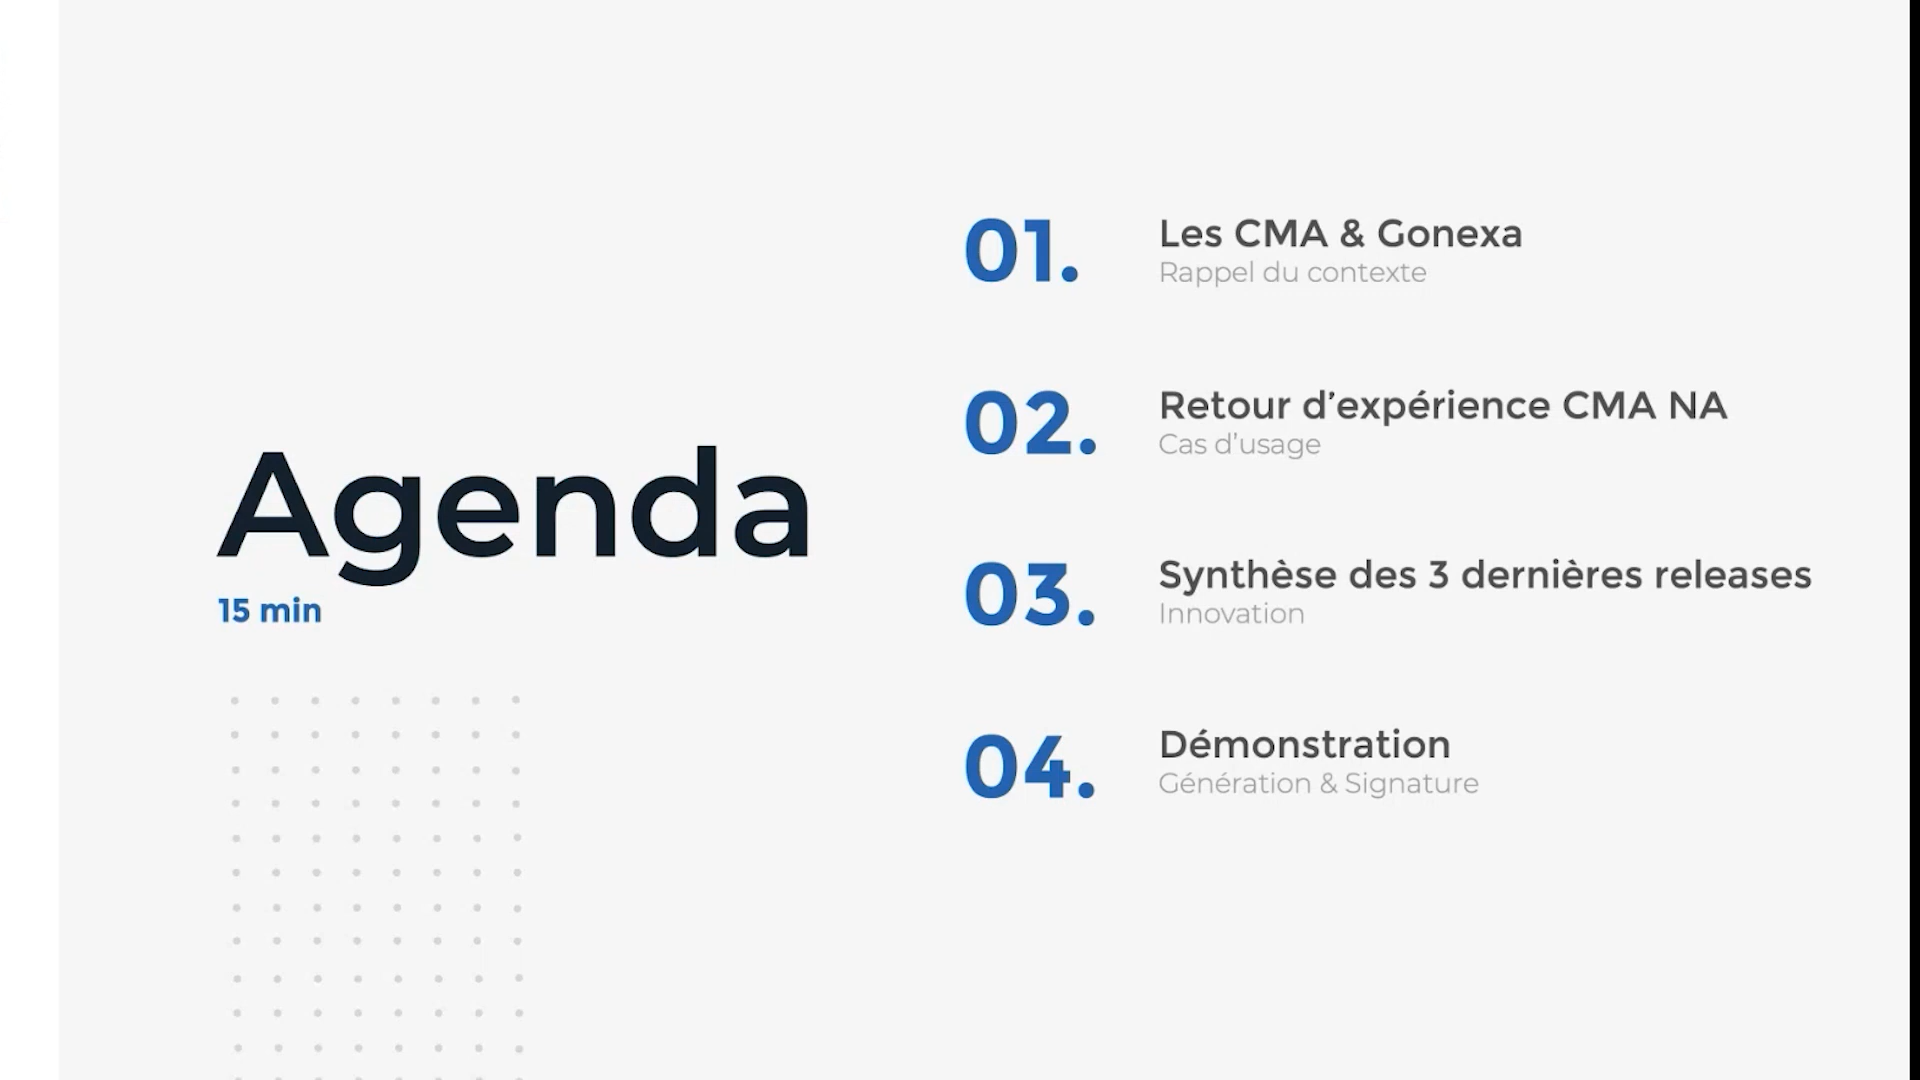 Agenda
15 min
01.
Les CMA & Gonexa
Rappel du contexte
02.
Retour d’expérience CMA NA
Cas d’usage
03.
Synthèse des 3 dernières releases
Innovation
04.
Démonstration
Génération & Signature